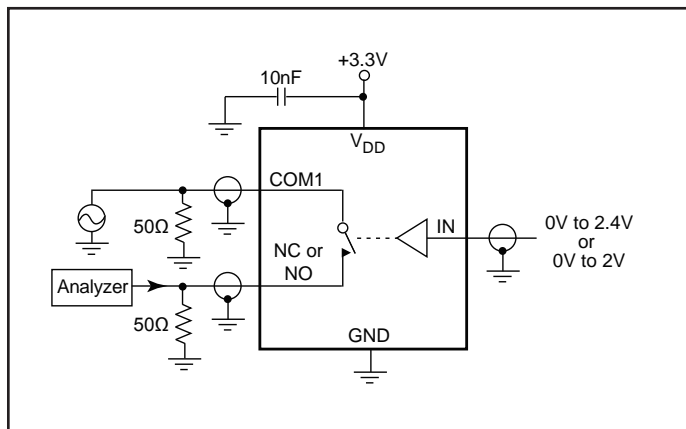 +3.3V
10nF
V_DD
COM1
50Ω
IN
0V to 2.4V
or
0V to 2V
NC or
NO
Analyzer
50Ω
GND